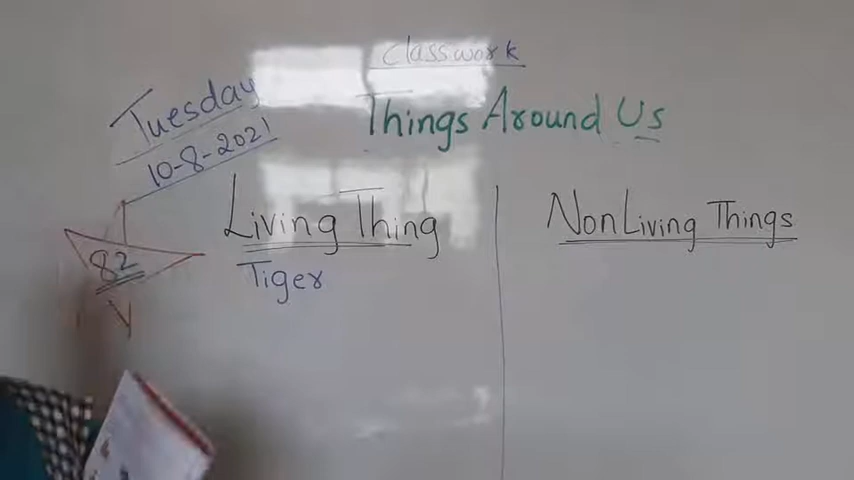 Classwork
Tuesday
10-8-2021
Things Around Us
82
Living Thing
Non Living Things
Tiger